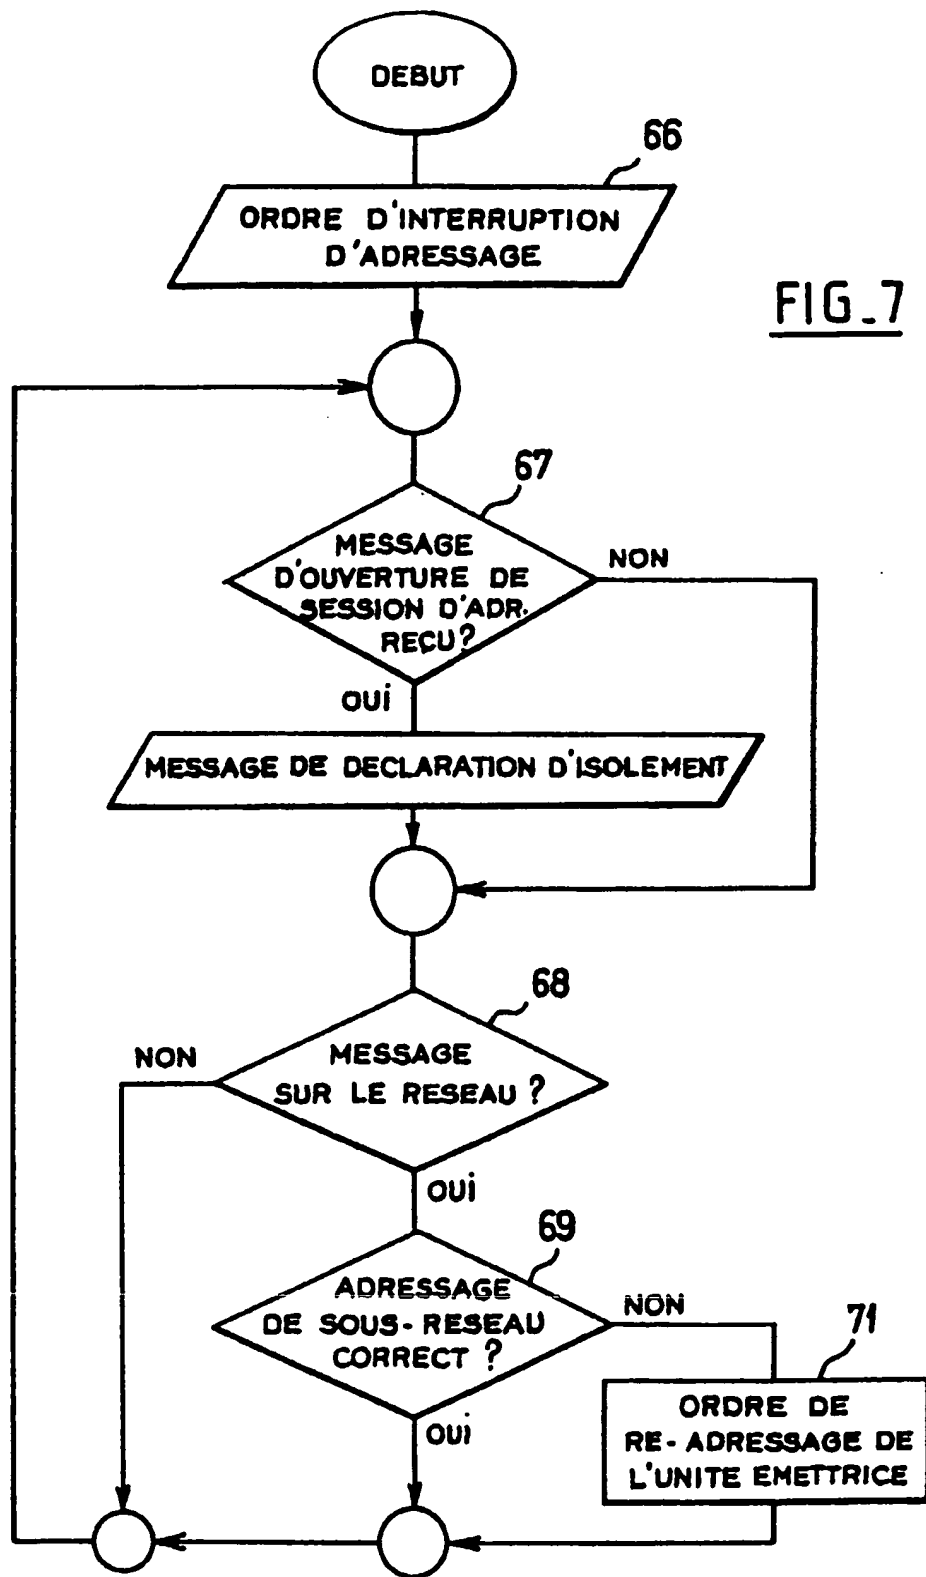 DEBUT
66
ORDRE D'INTERRUPTION
D'ADRESSAGE
FIG_7
67
MESSAGE
D'OUVERTURE DE
SESSION D'ADR.
REÇU?
NON
OUi
MESSAGE DE DECLARATION D'ISOLEMENT
68
MESSAGE
SUR LE RESEAU ?
NON
OUi
69
ADRESSAGE
DE SOUS-RESEAU
CORRECT ?
NON
OUi
71
ORDRE DE
RE-ADRESSAGE DE
L'UNITE EMETTRICE